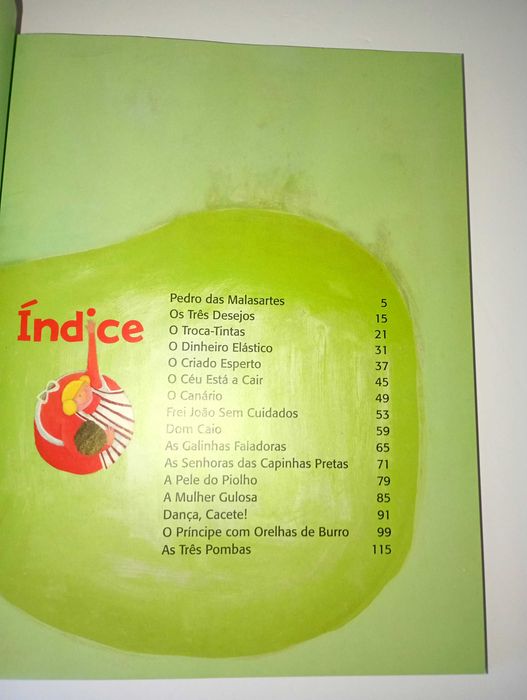 Índice
Pedro das Malasartes 5
Os Três Desejos 15
O Troca-Tintas 21
O Dinheiro Elástico 31
O Criado Esperto 37
O Céu Está a Cair 45
O Canário 49
Frei João Sem Cuidados 53
Dom Caio 59
As Galinhas Faladoras 65
As Senhoras das Capinhas Pretas 71
A Pele do Piolho 79
A Mulher Gulosa 85
Dança, Cacete! 91
O Príncipe com Orelhas de Burro 99
As Três Pombas 115